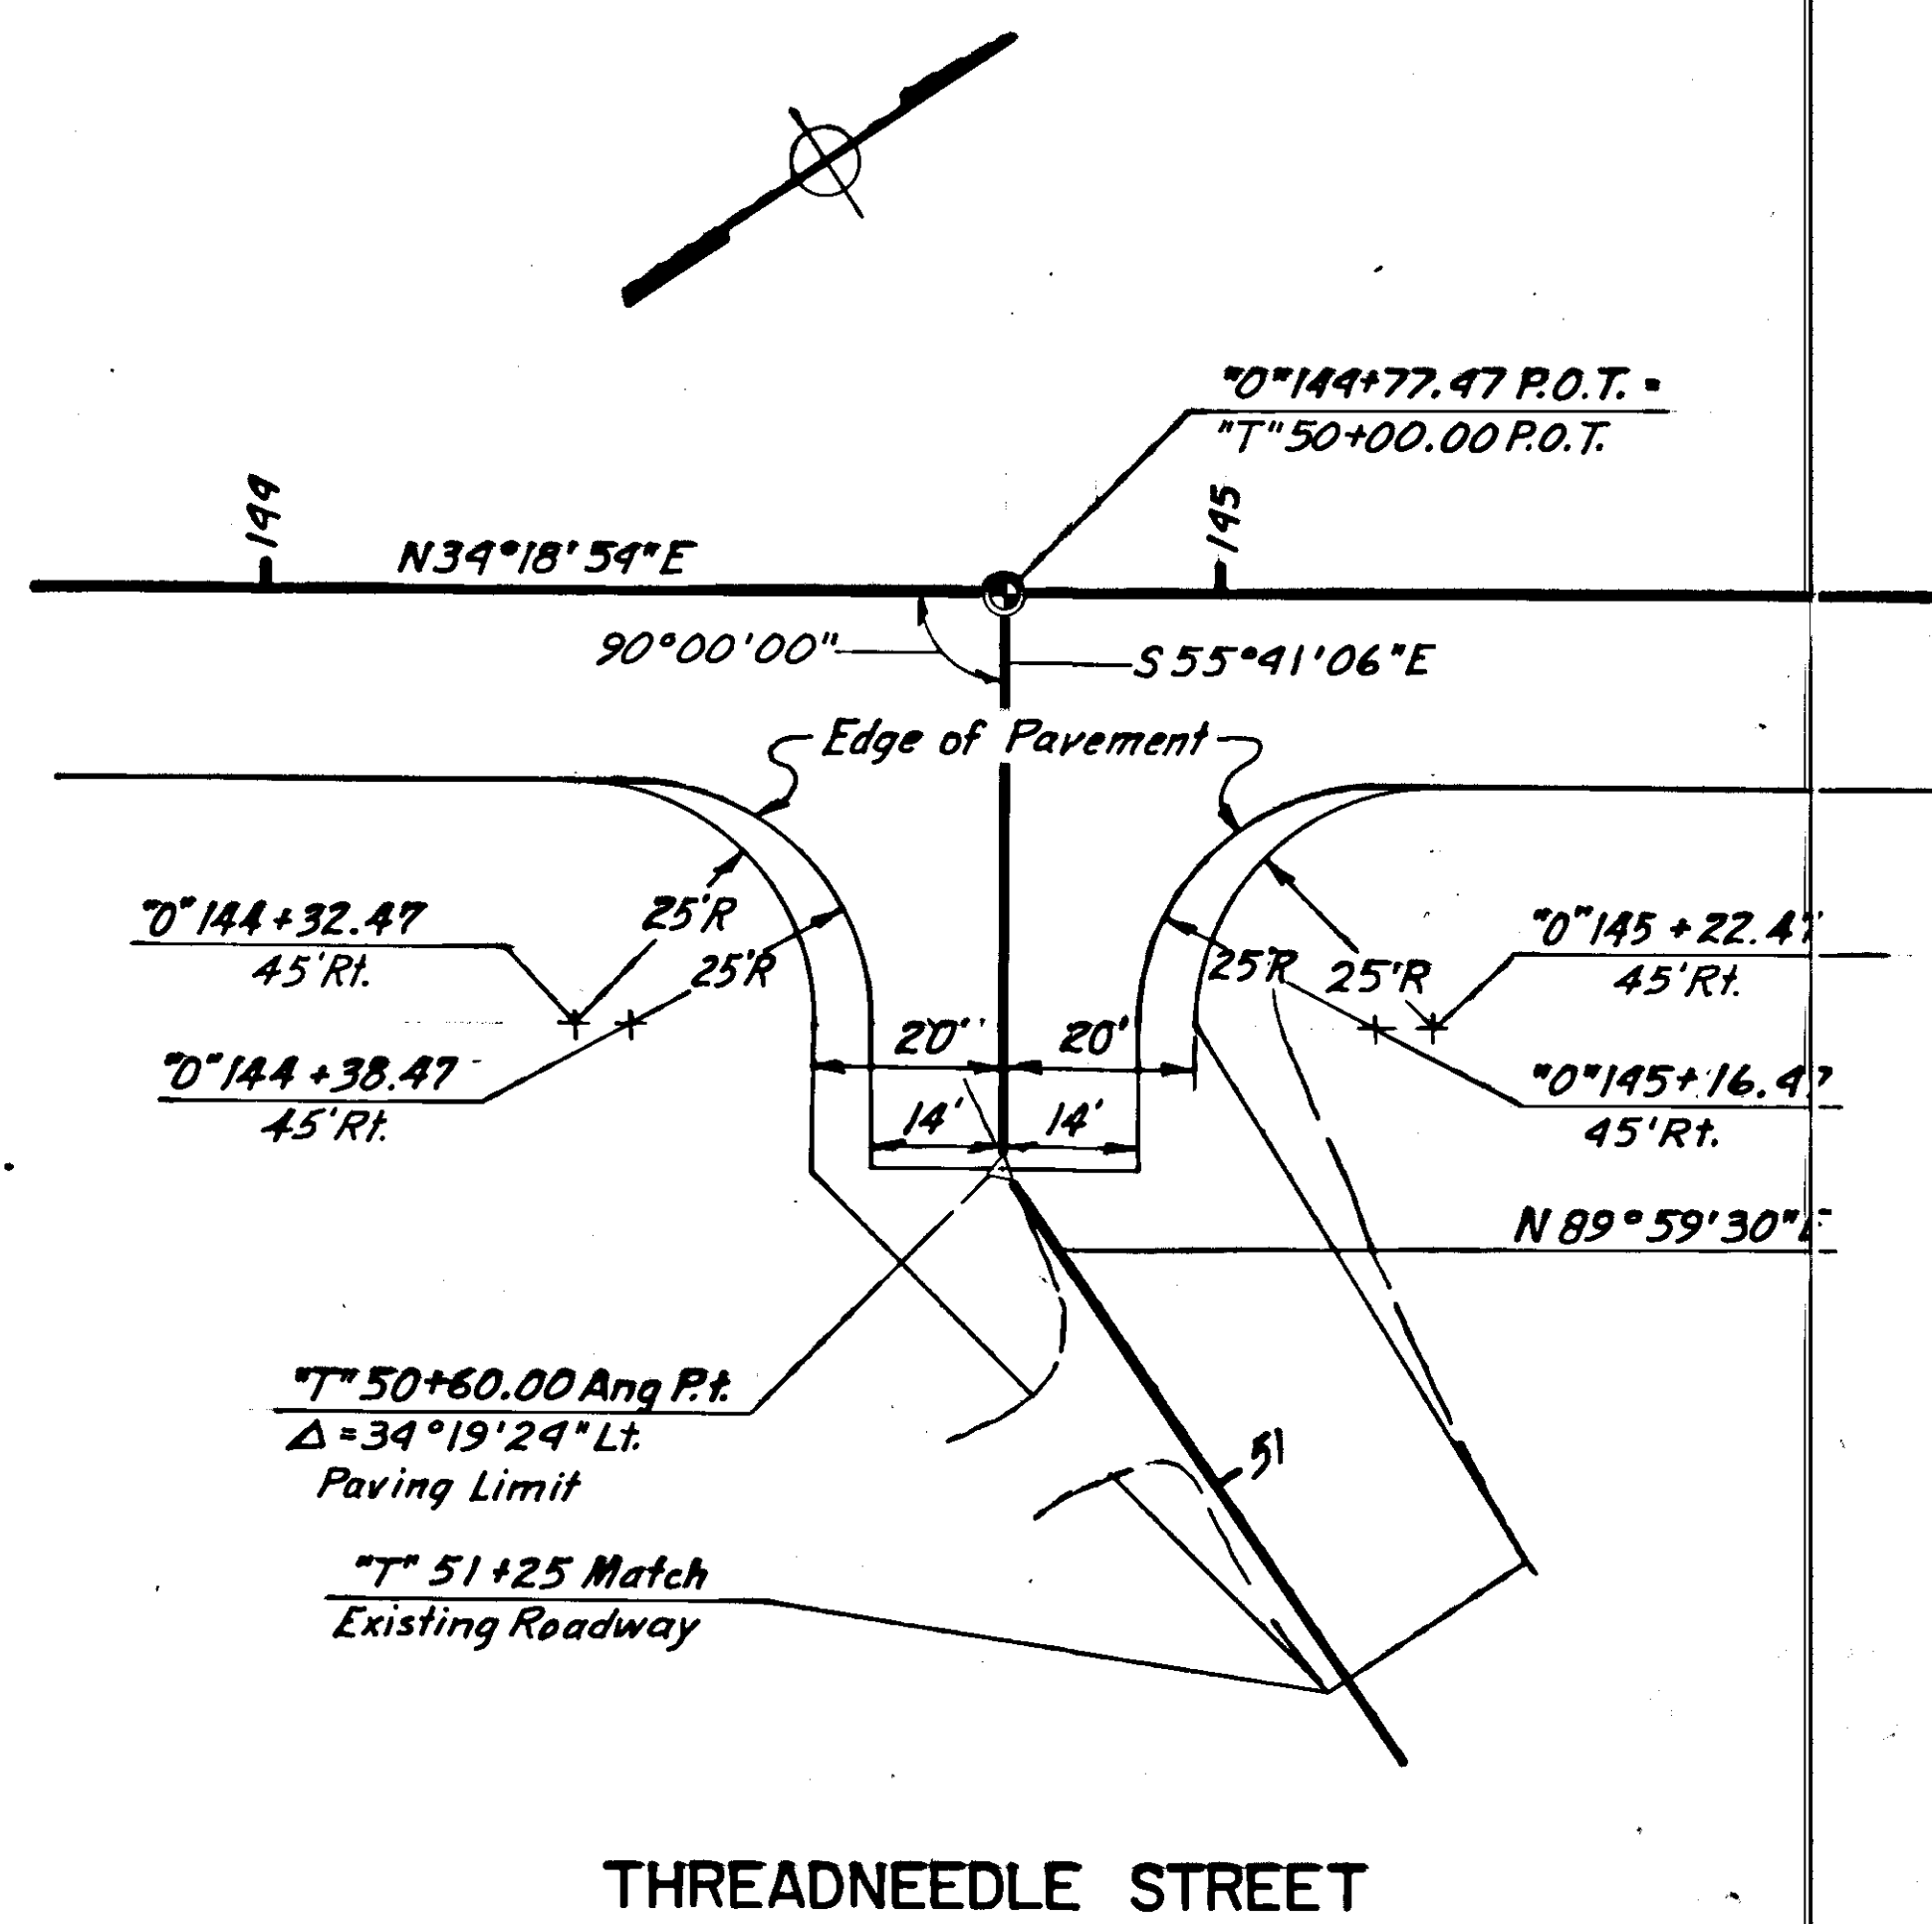 "O" 144+77.47 P.O.T. =
"T" 50+00.00 P.O.T.
144
145
N34°18'54"E
90°00'00"
S55°41'06"E
Edge of Pavement
"O" 144+32.47
45'Rt.
25'R
25'R
25'R
25'R
"O" 145+22.47
45'Rt.
20'
20'
"O" 144+38.47
45'Rt.
14'
14'
"O" 145+16.47
45'Rt.
N89°59'30"E
"T" 50+60.00 Ang Pt.
Δ=34°19'24"Lt.
Paving Limit
51
"T" 51+25 Match
Existing Roadway
THREADNEEDLE STREET